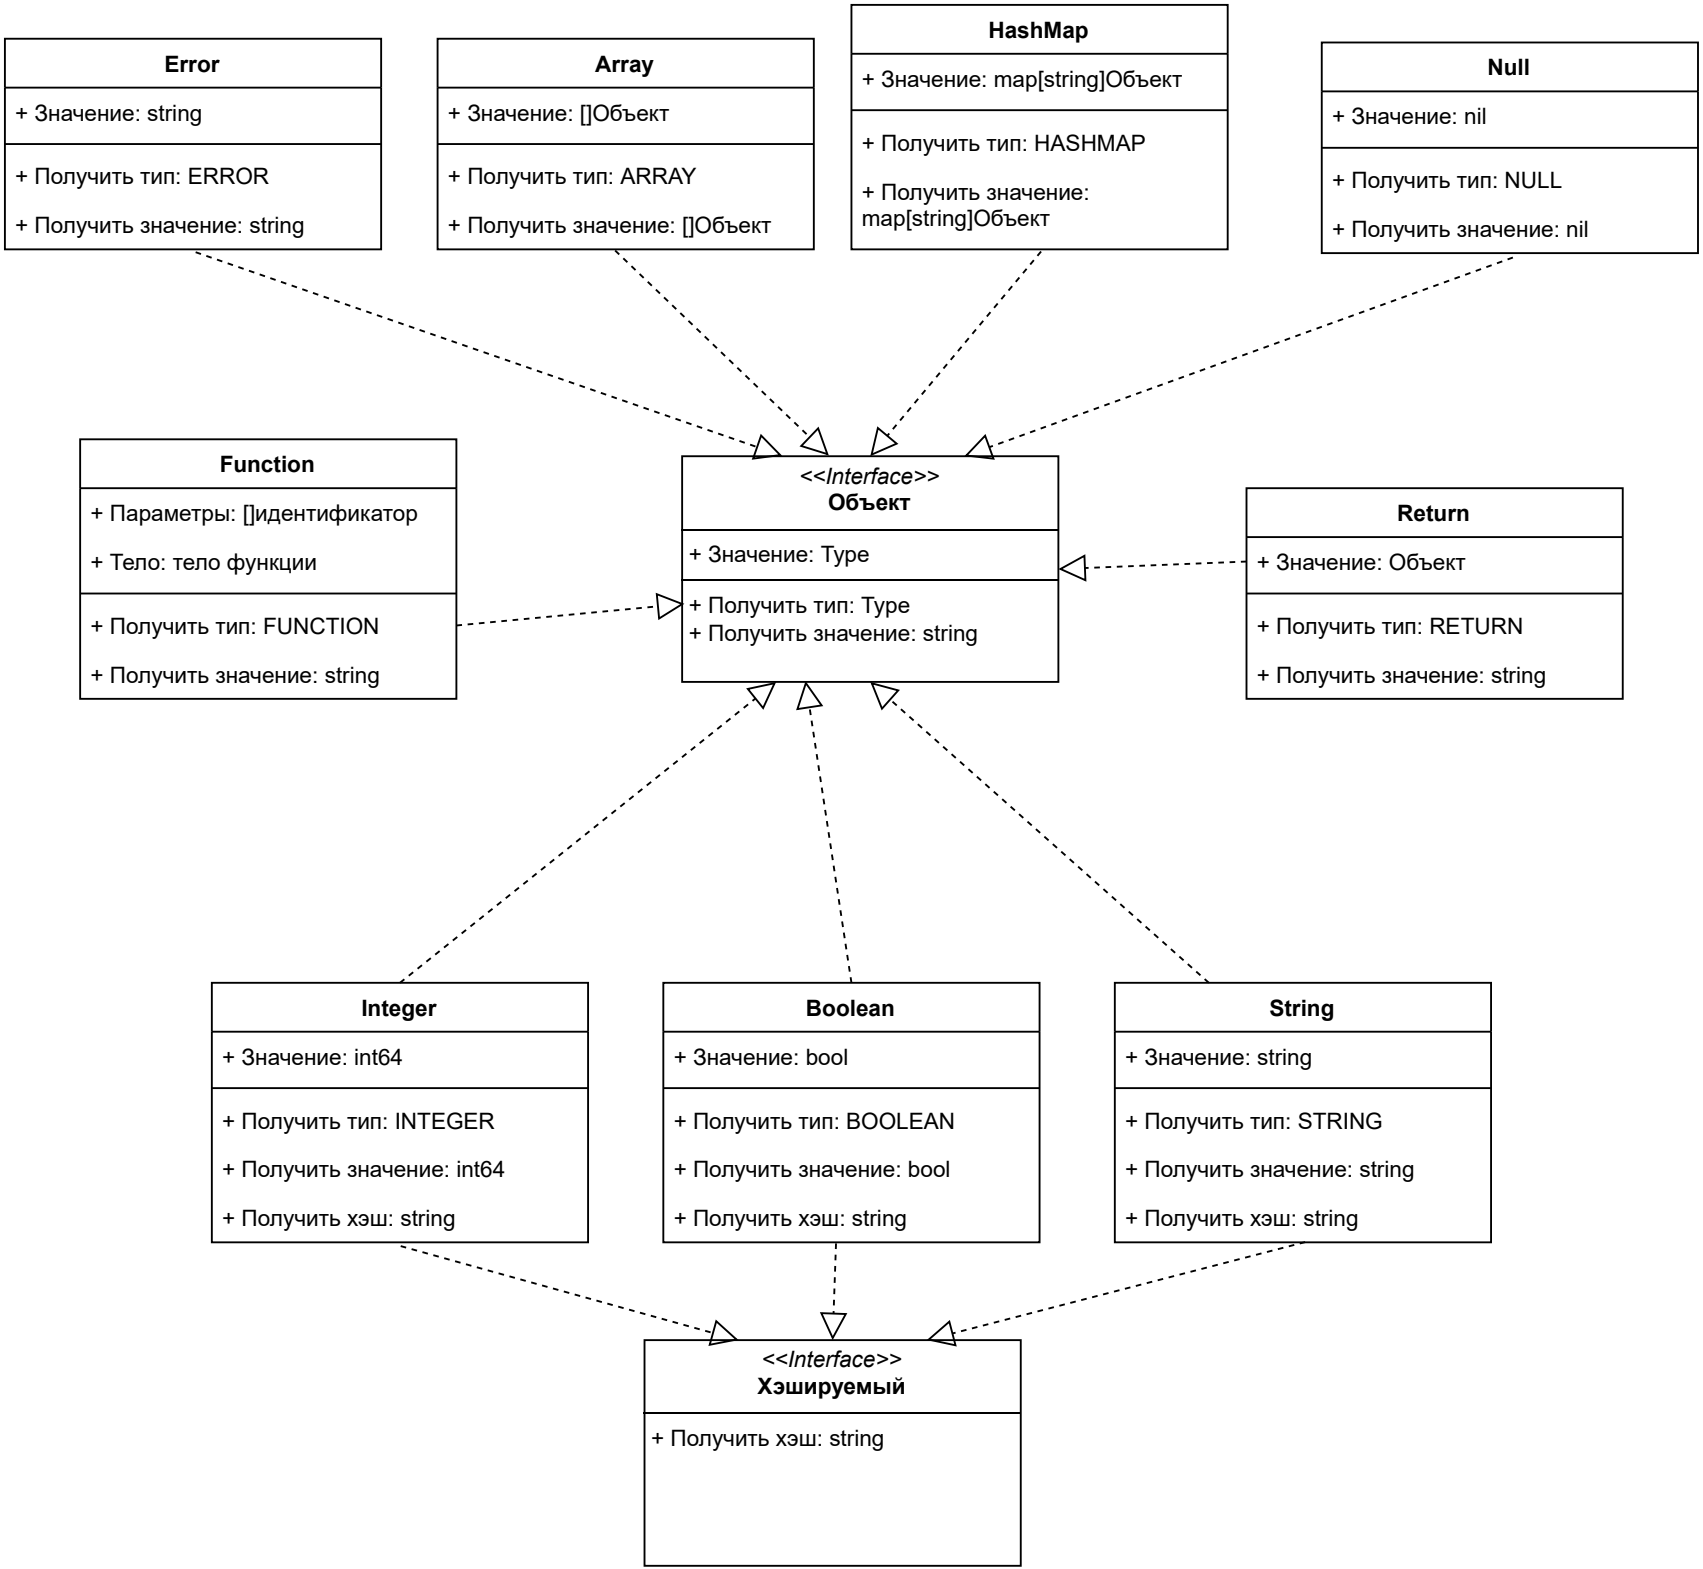 Error
+ Значение: string
+ Получить тип: ERROR
+ Получить значение: string
Array
+ Значение: []Объект
+ Получить тип: ARRAY
+ Получить значение: []Объект
HashMap
+ Значение: map[string]Объект
+ Получить тип: HASHMAP
+ Получить значение:
map[string]Объект
Null
+ Значение: nil
+ Получить тип: NULL
+ Получить значение: nil
Function
+ Параметры: []идентификатор
+ Тело: тело функции
+ Получить тип: FUNCTION
+ Получить значение: string
<<Interface>>
Объект
+ Значение: Type
+ Получить тип: Type
+ Получить значение: string
Return
+ Значение: Объект
+ Получить тип: RETURN
+ Получить значение: string
Integer
+ Значение: int64
+ Получить тип: INTEGER
+ Получить значение: int64
+ Получить хэш: string
Boolean
+ Значение: bool
+ Получить тип: BOOLEAN
+ Получить значение: bool
+ Получить хэш: string
String
+ Значение: string
+ Получить тип: STRING
+ Получить значение: string
+ Получить хэш: string
<<Interface>>
Хэшируемый
+ Получить хэш: string